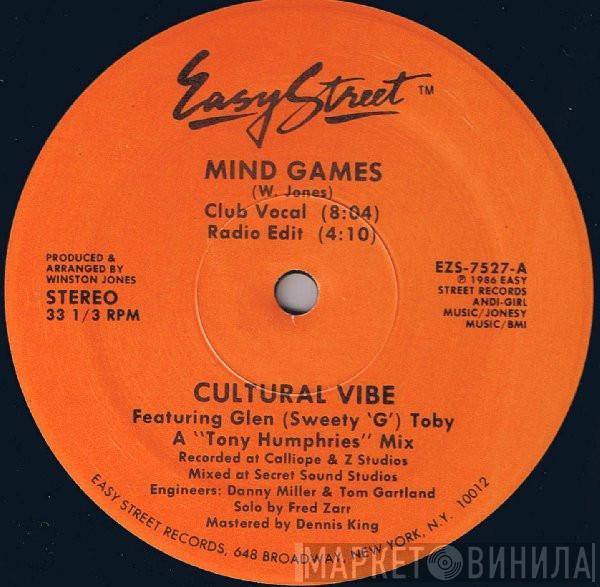 Easy Street ™
MIND GAMES
(W. Jones)
Club Vocal (8:04)
Radio Edit (4:10)
PRODUCED &
ARRANGED BY
WINSTON JONES
STEREO
33 1/3 RPM
EZS-7527-A
℗ 1986 EASY
STREET RECORDS
ANDI-GIRL
MUSIC/JONESY
MUSIC/BMI
CULTURAL VIBE
Featuring Glen (Sweety 'G') Toby
A "Tony Humphries" Mix
Recorded at Calliope & Z Studios
Mixed at Secret Sound Studios
Engineers: Danny Miller & Tom Gartland
Solo by Fred Zarr
Mastered by Dennis King
EASY STREET RECORDS, 648 BROADWAY, NEW YORK, N.Y. 10012
МАРКЕТ ВИНИЛА